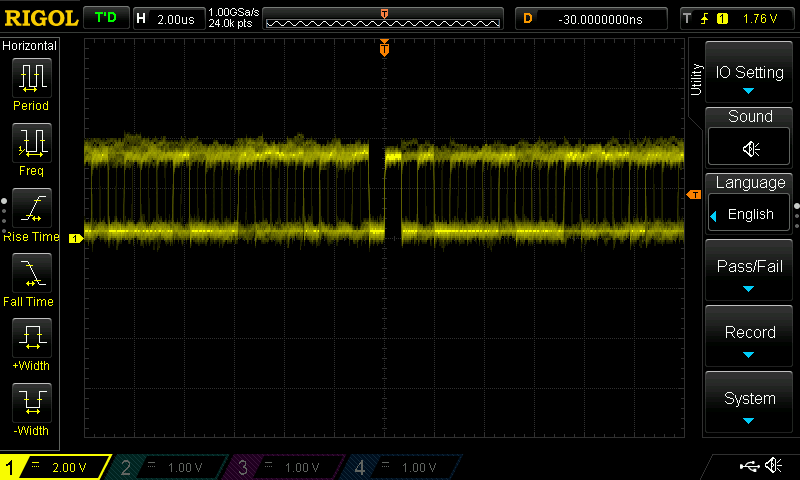 RIGOL T'D H 2.00us 1.00GSa/s 24.0k pts T D -30.0000000ns T 1 1.76 V
Horizontal
Period
Freq
Rise Time
Fall Time
+Width
-Width
T
T
1
Utility
IO Setting
Sound
Language
English
Pass/Fail
Record
System
1 2.00 V 2 1.00 V 3 1.00 V 4 1.00 V